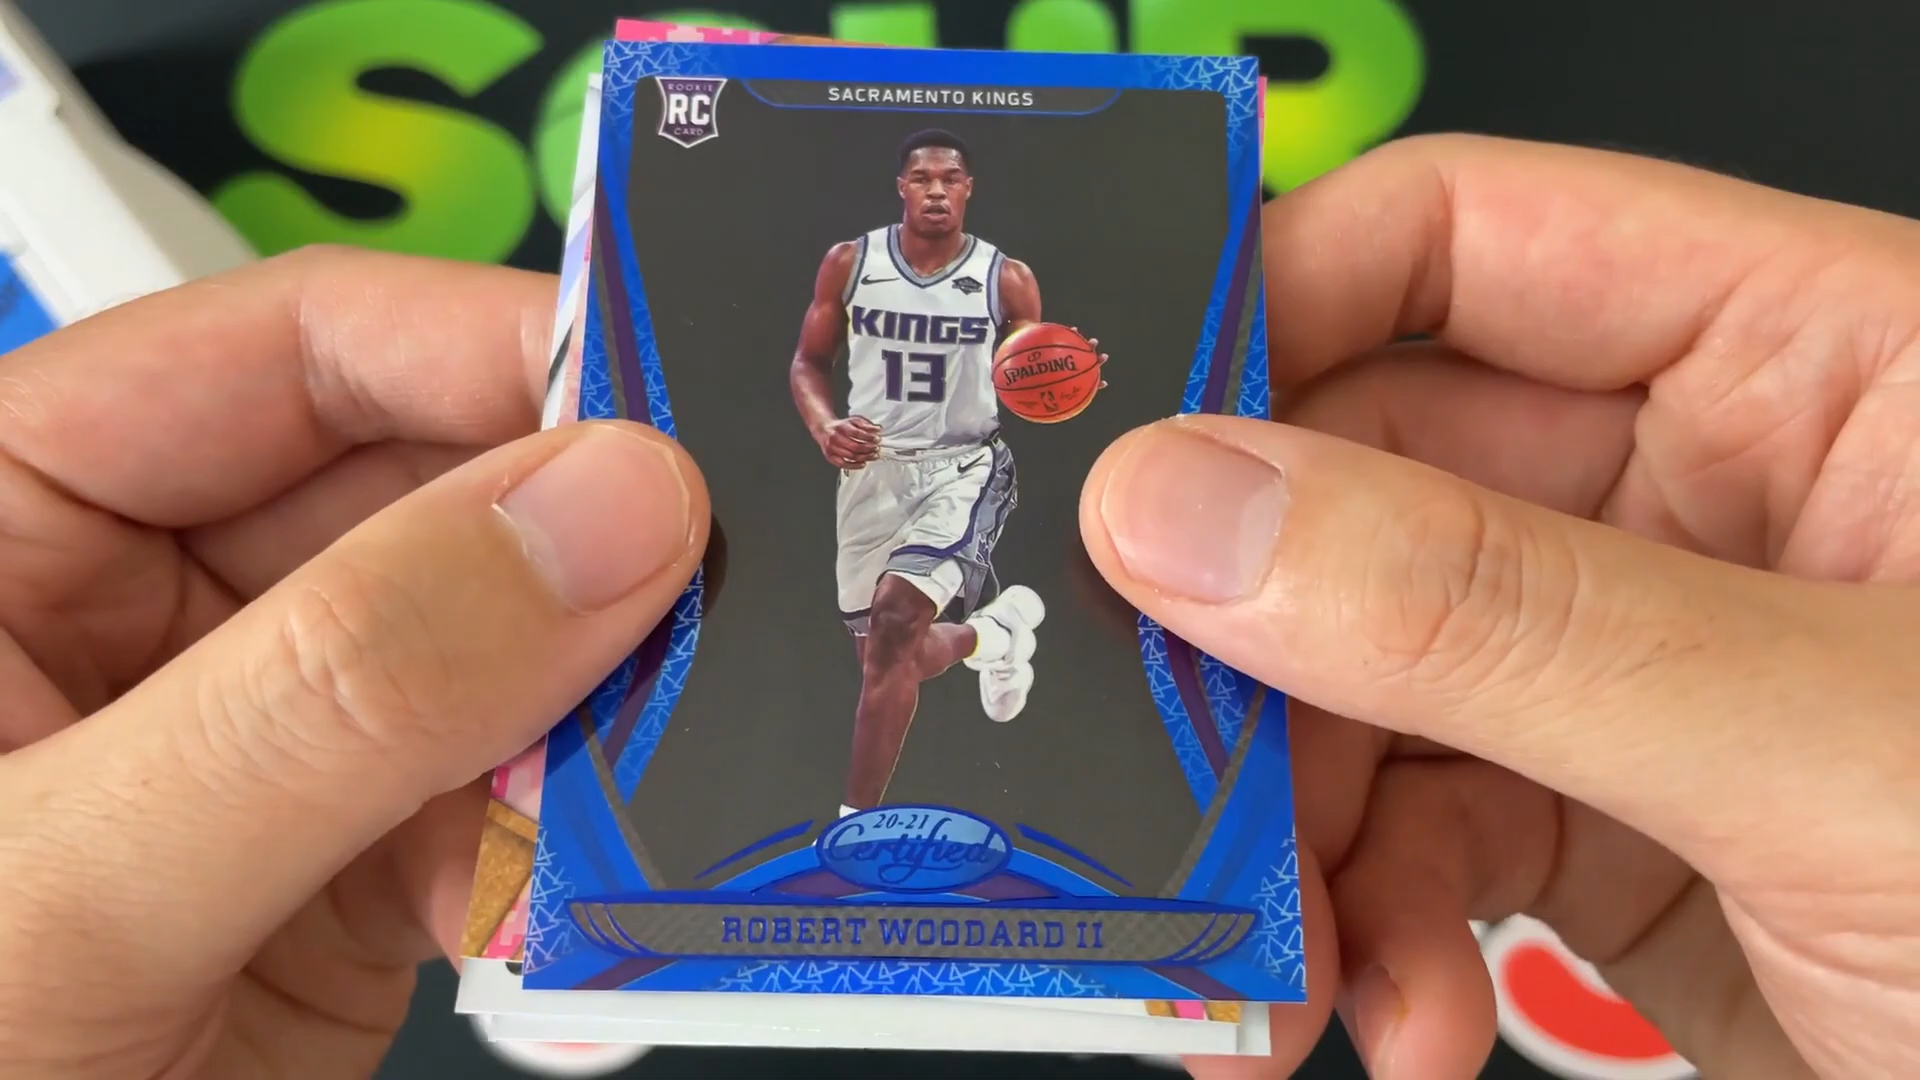 ROOKIE
RC
CARD
SACRAMENTO KINGS
KINGS
13
SPALDING
20-21
Certified
ROBERT WOODARD II